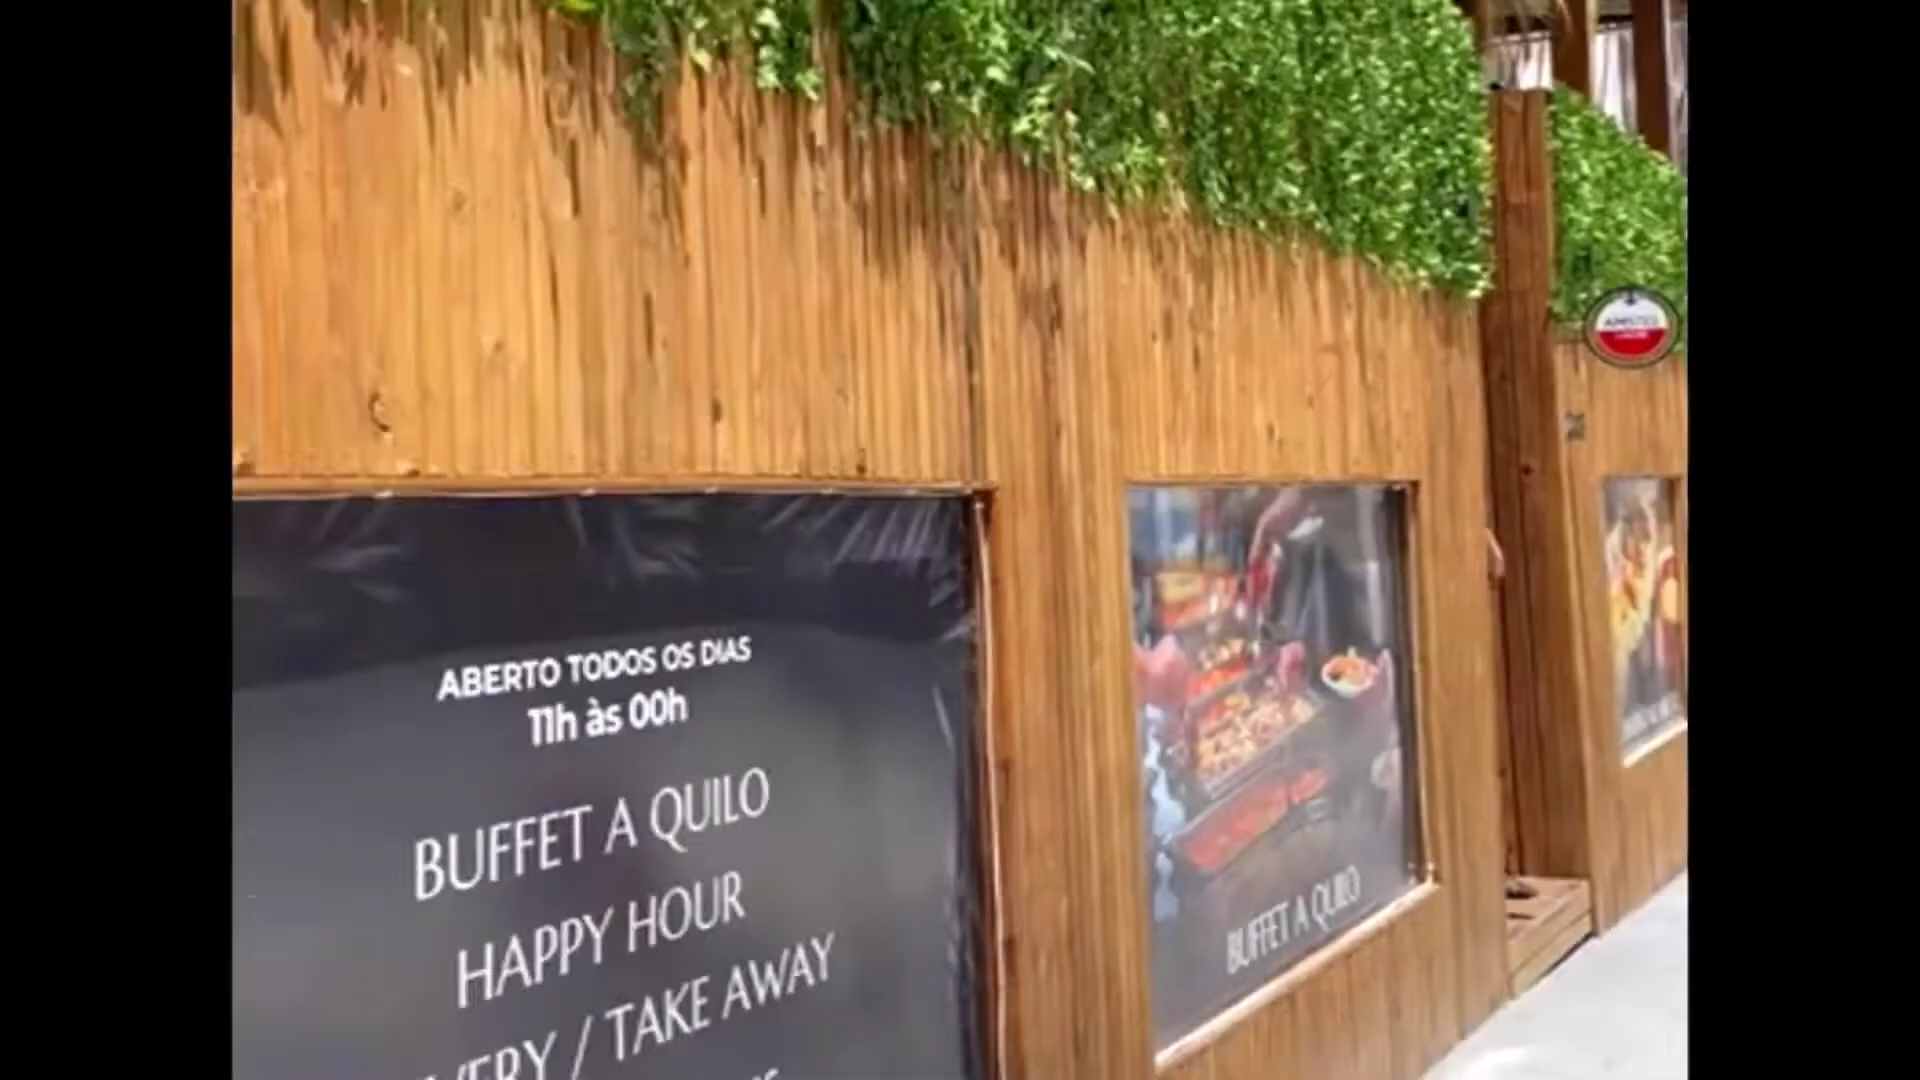 ABERTO TODOS OS DIAS
11h às 00h
BUFFET A QUILO
HAPPY HOUR
/ TAKE AWAY
BUFFET A QUILO